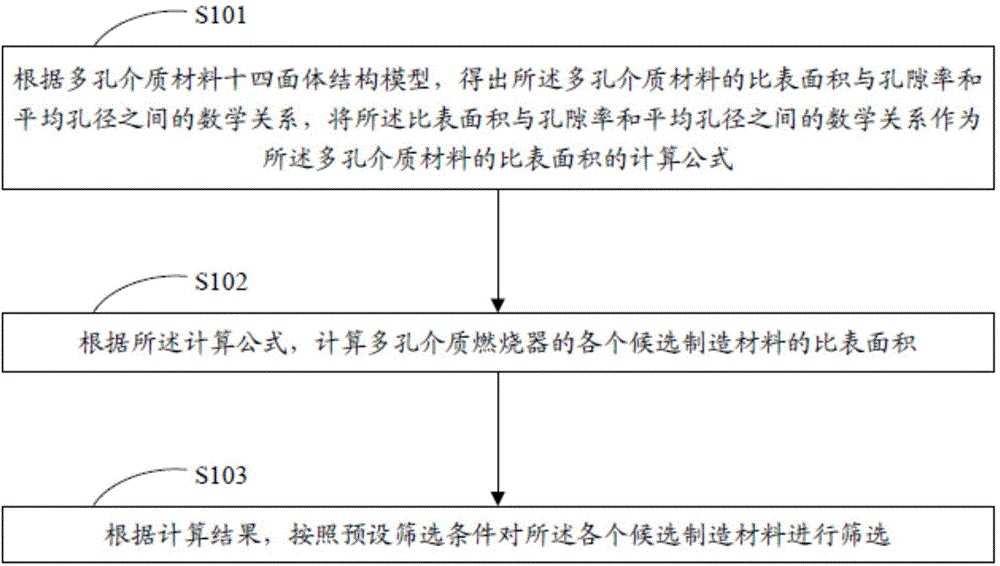 S101
根据多孔介质材料十四面体结构模型，得出所述多孔介质材料的比表面积与孔隙率和
平均孔径之间的数学关系，将所述比表面积与孔隙率和平均孔径之间的数学关系作为
所述多孔介质材料的比表面积的计算公式
S102
根据所述计算公式，计算多孔介质燃烧器的各个候选制造材料的比表面积
S103
根据计算结果，按照预设筛选条件对所述各个候选制造材料进行筛选